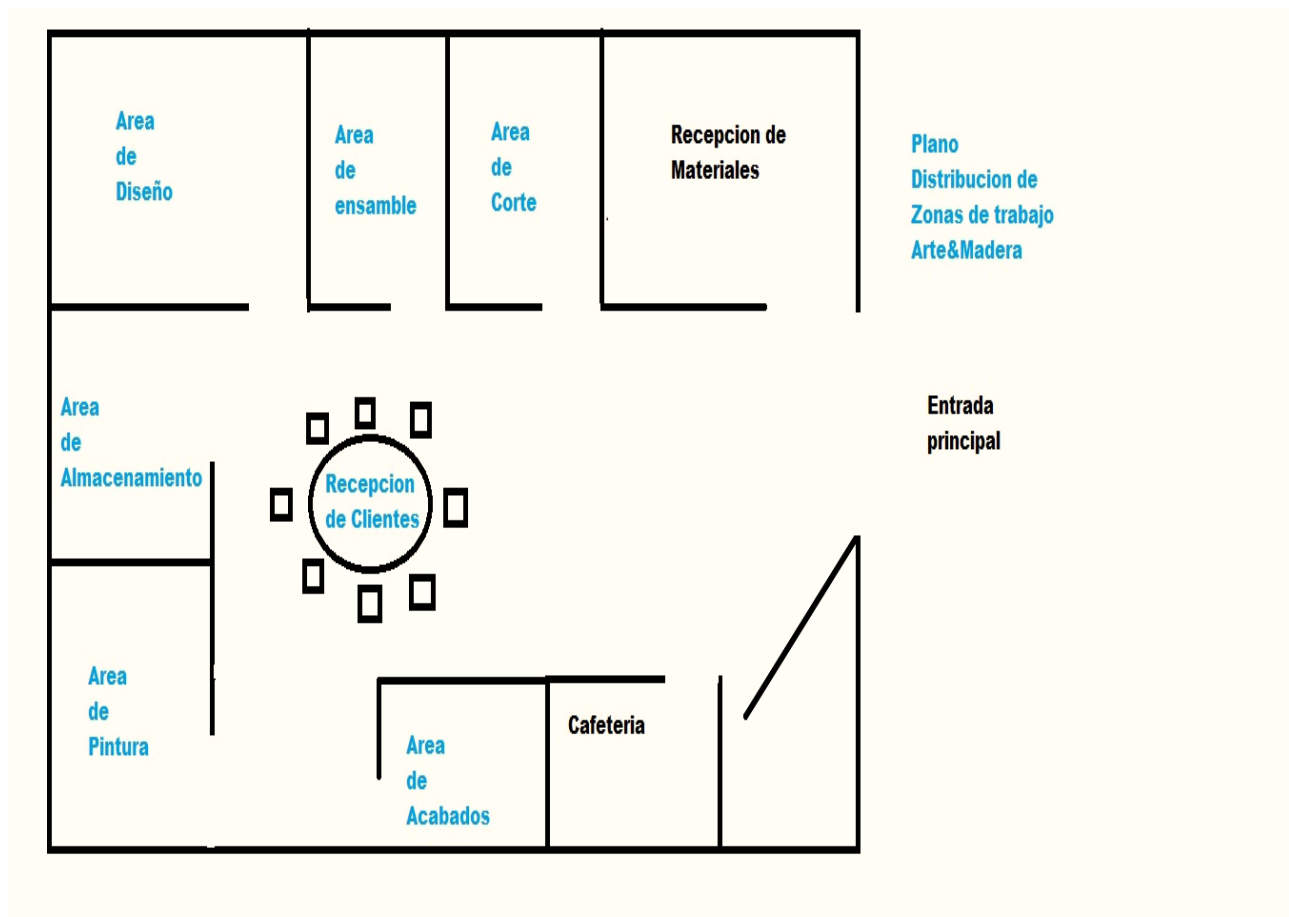 Area
de
Diseño
Area
de
ensamble
Area
de
Corte
Recepcion de
Materiales
Plano
Distribucion de
Zonas de trabajo
Arte&Madera
Area
de
Almacenamiento
Recepcion
de Clientes
Entrada
principal
Area
de
Pintura
Area
de
Acabados
Cafeteria